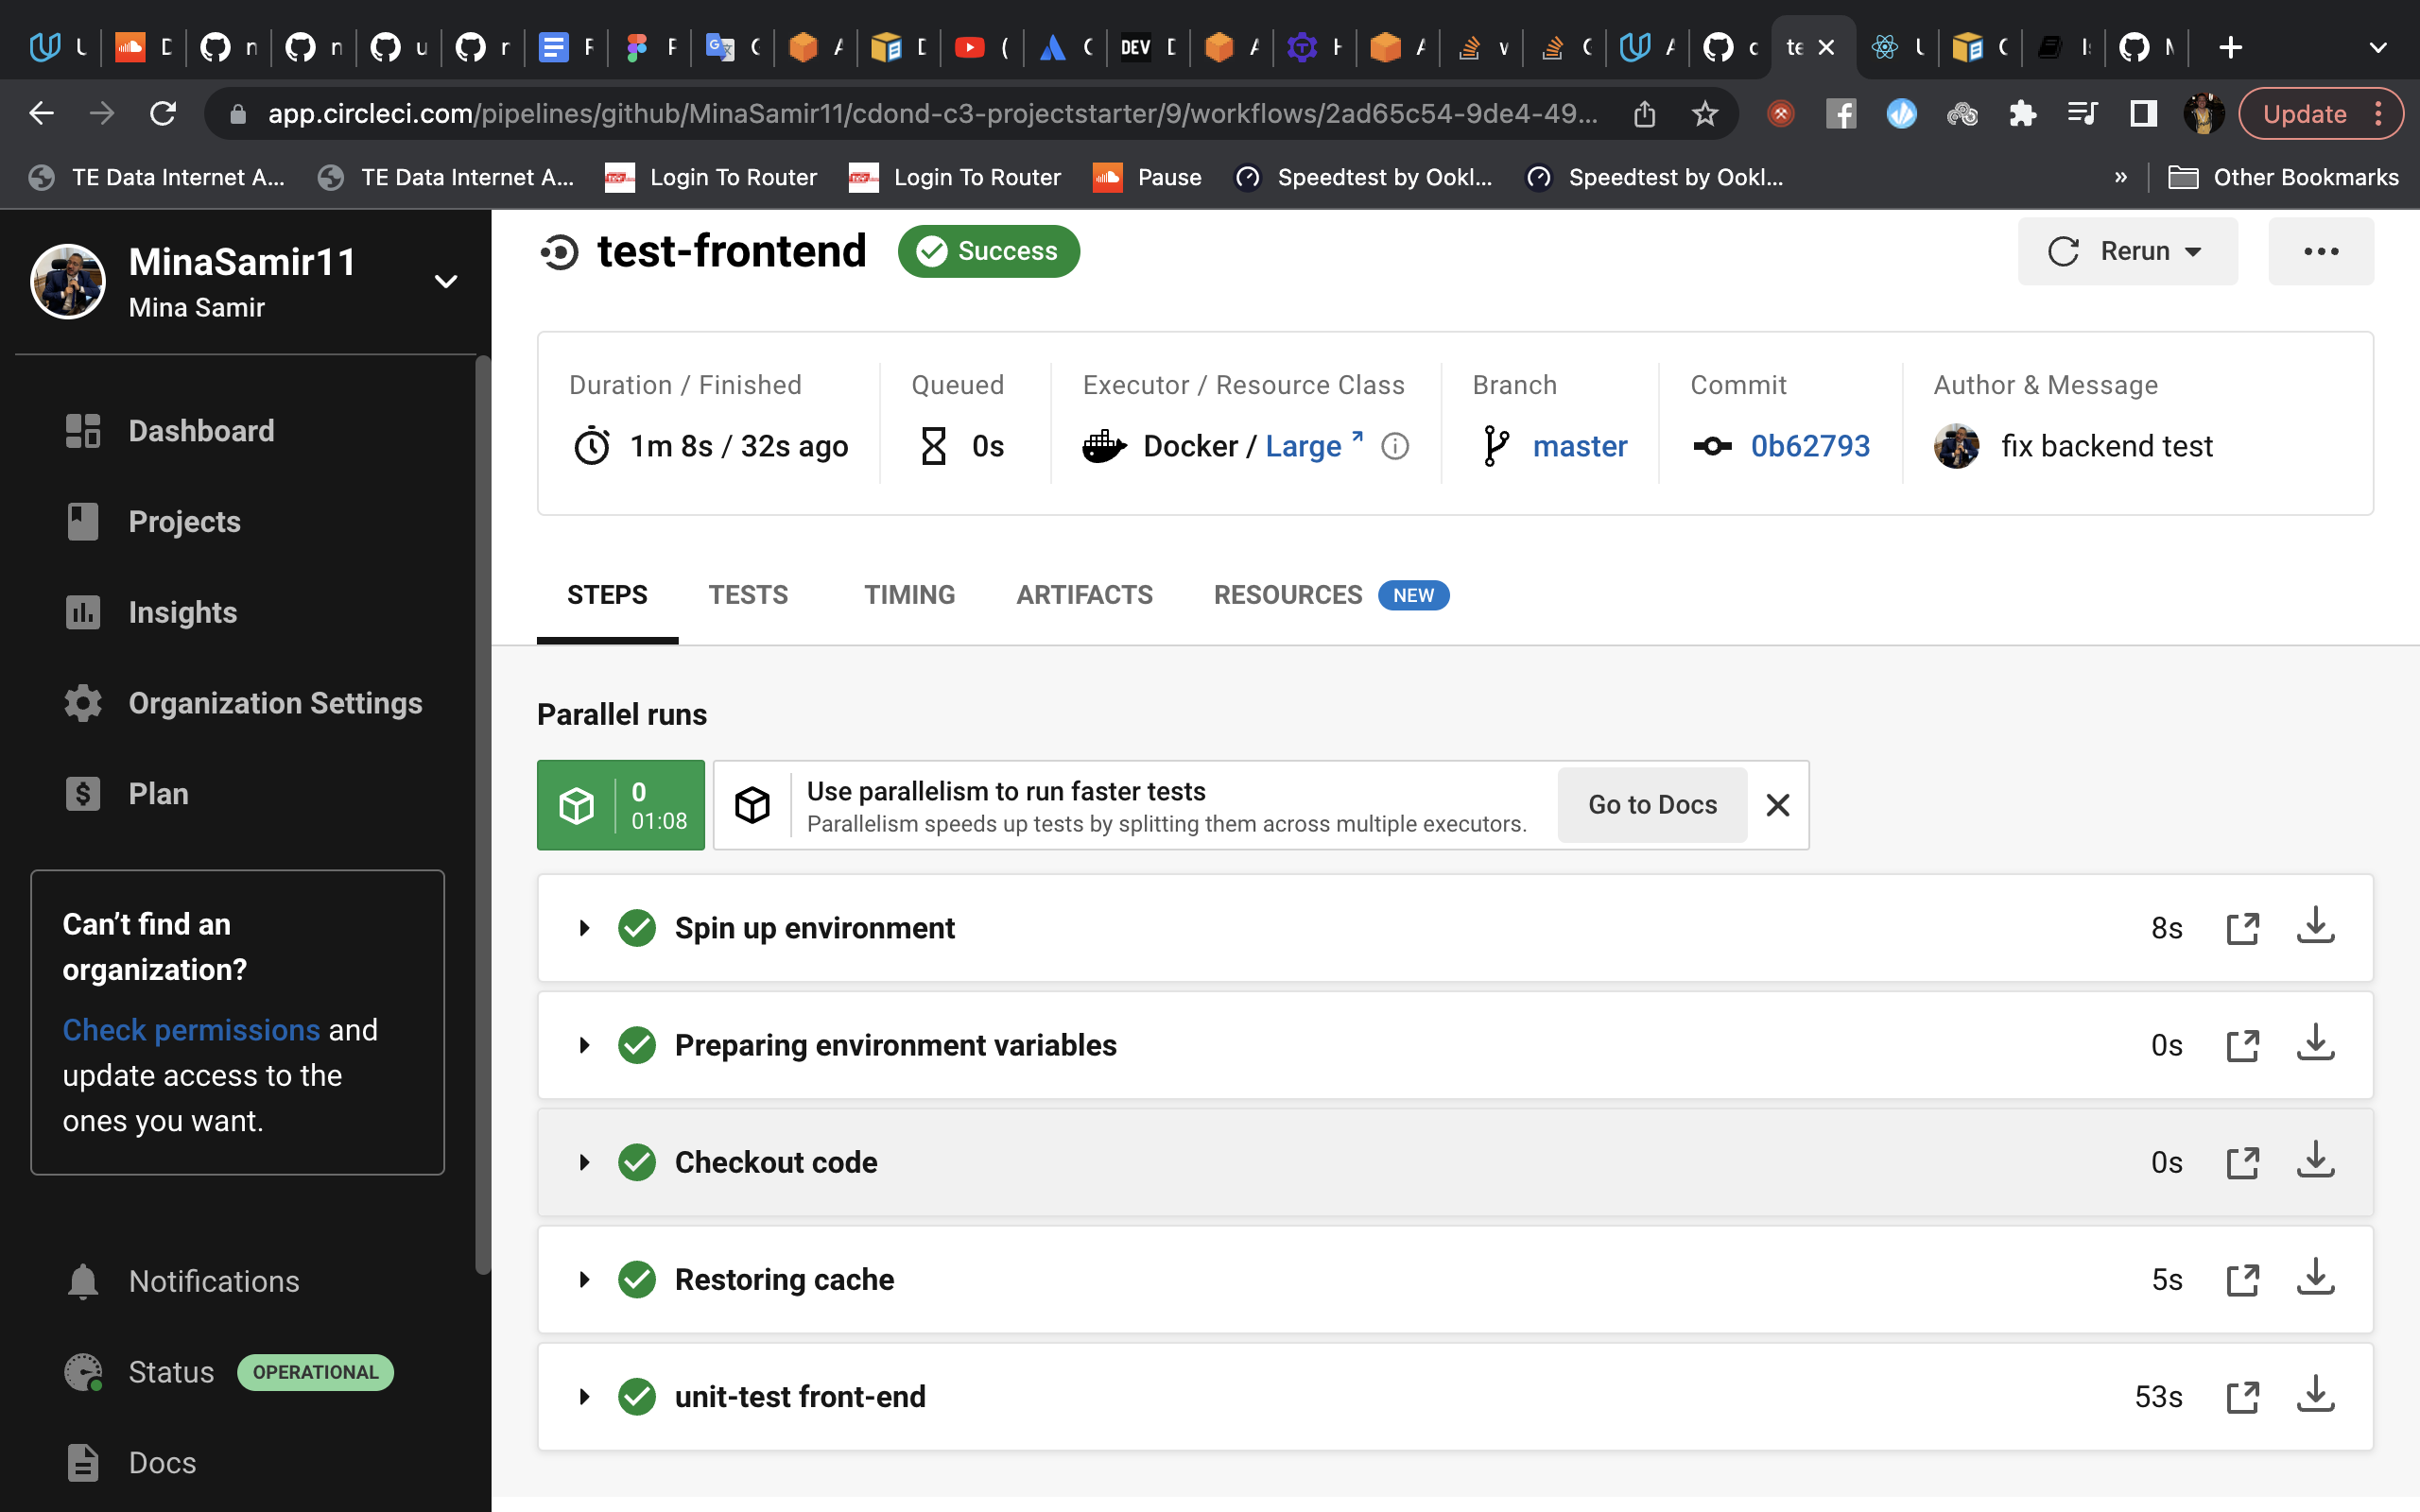 DEV
app.circleci.com/pipelines/github/MinaSamir11/cdond-c3-projectstarter/9/workflows/2ad65c54-9de4-49...
Update
TE Data Internet A...
TE Data Internet A...
Login To Router
Login To Router
Pause
Speedtest by Ookl...
Speedtest by Ookl...
»
Other Bookmarks
MinaSamir11
Mina Samir
Dashboard
Projects
Insights
Organization Settings
Plan
Can't find an
organization?
Check permissions and
update access to the
ones you want.
Notifications
Status OPERATIONAL
Docs
test-frontend
Success
Rerun
Duration / Finished
1m 8s / 32s ago
Queued
0s
Executor / Resource Class
Docker / Large
Branch
master
Commit
0b62793
Author & Message
fix backend test
STEPS
TESTS
TIMING
ARTIFACTS
RESOURCES NEW
Parallel runs
0
01:08
Use parallelism to run faster tests
Parallelism speeds up tests by splitting them across multiple executors.
Go to Docs
Spin up environment 8s
Preparing environment variables 0s
Checkout code 0s
Restoring cache 5s
unit-test front-end 53s